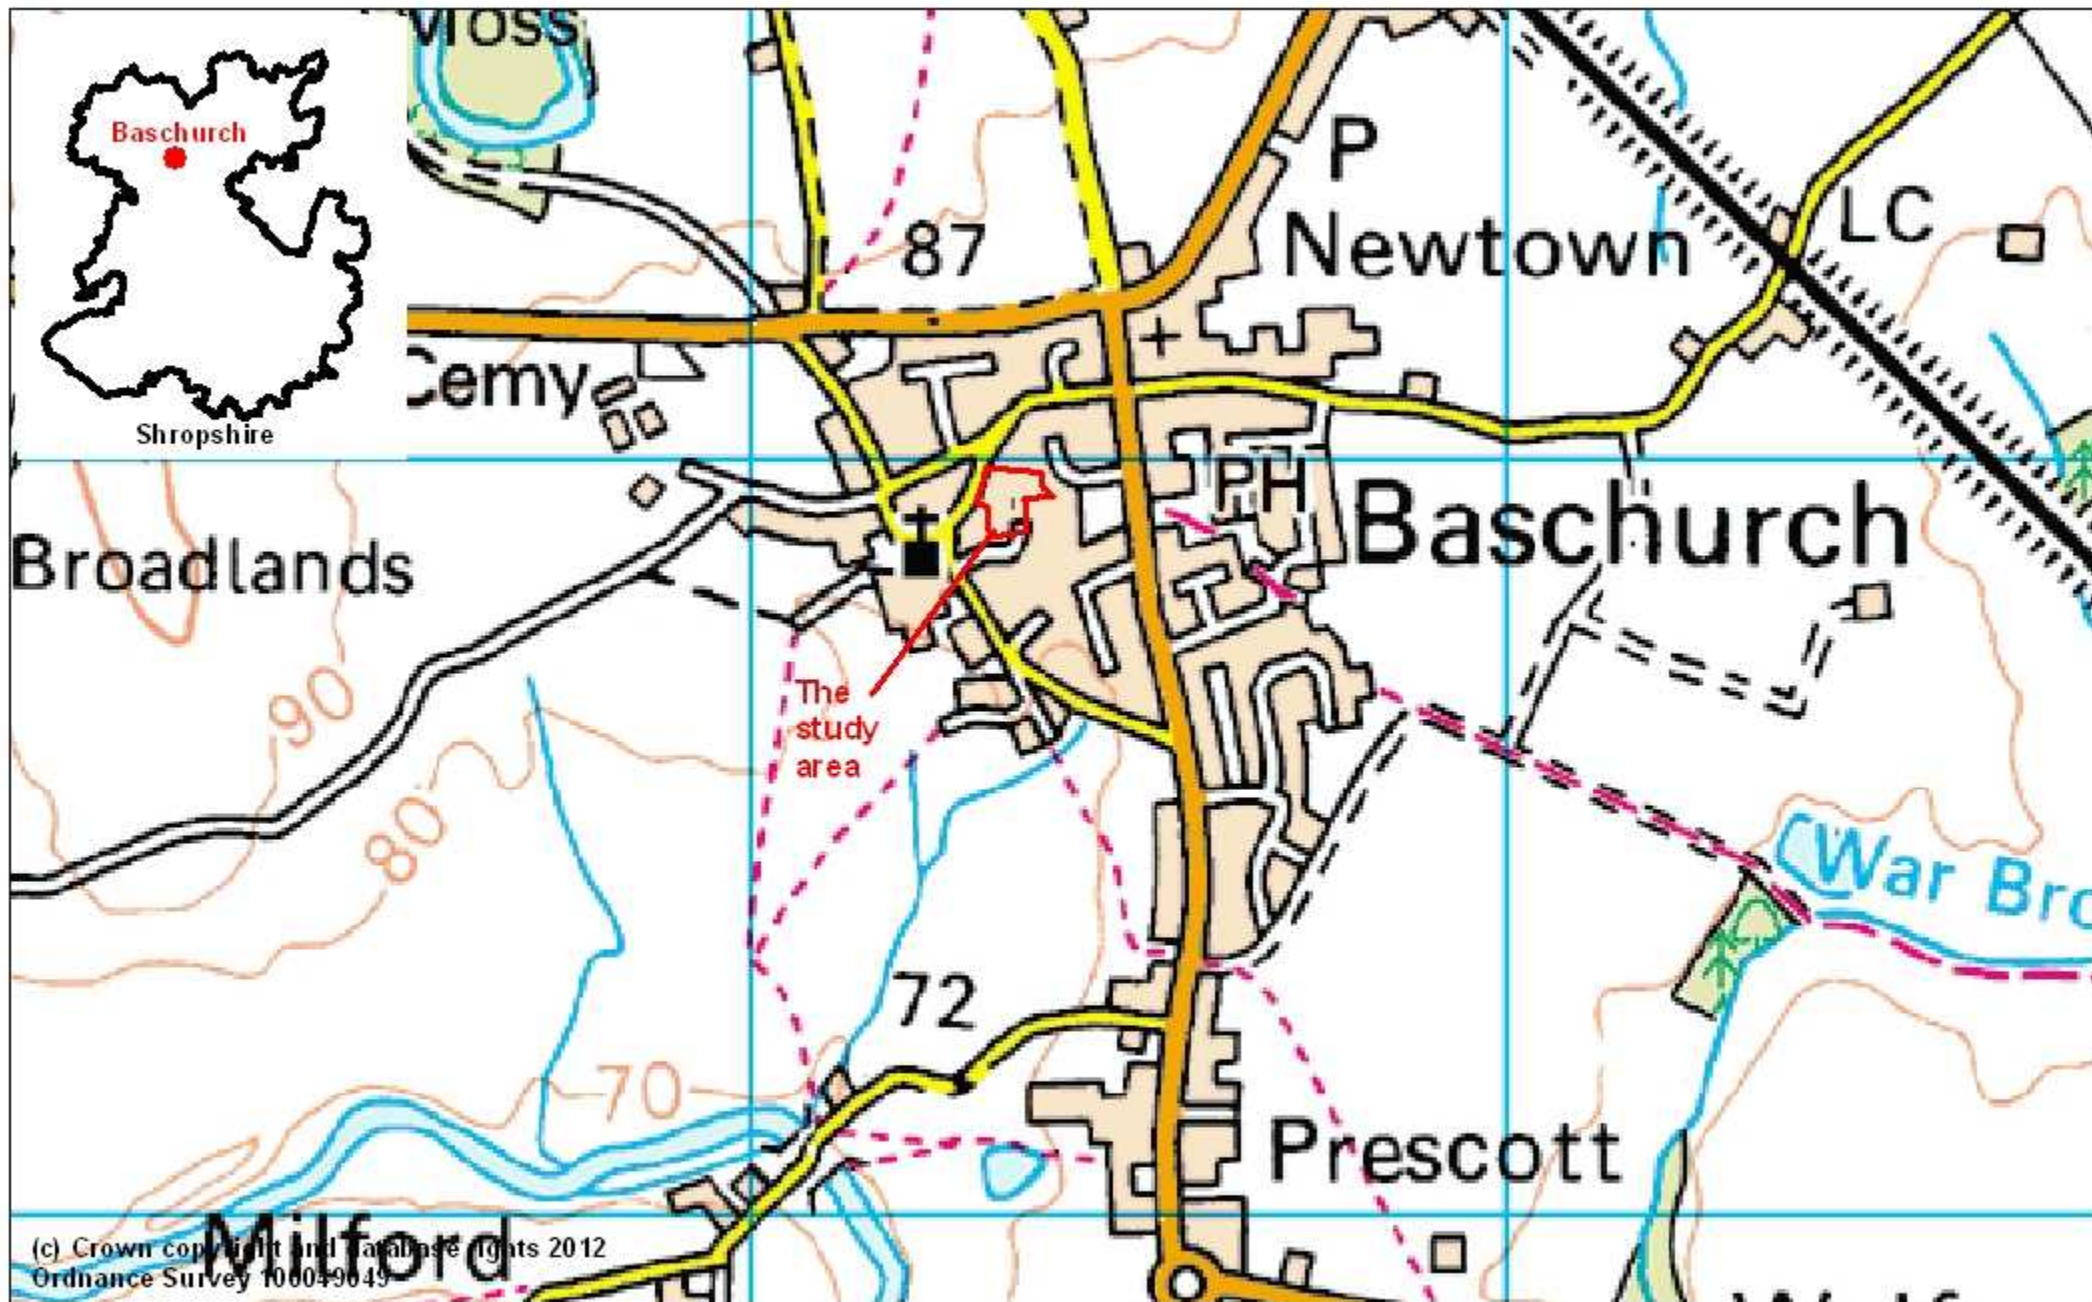 Moss
Baschurch
Shropshire
87
P
Newtown
LC
Cemy
PH
Baschurch
Broadlands
90
The
study
area
80
War Bro
72
70
Prescott
Milford
(c) Crown copyright and database rights 2012
Ordnance Survey 100049049